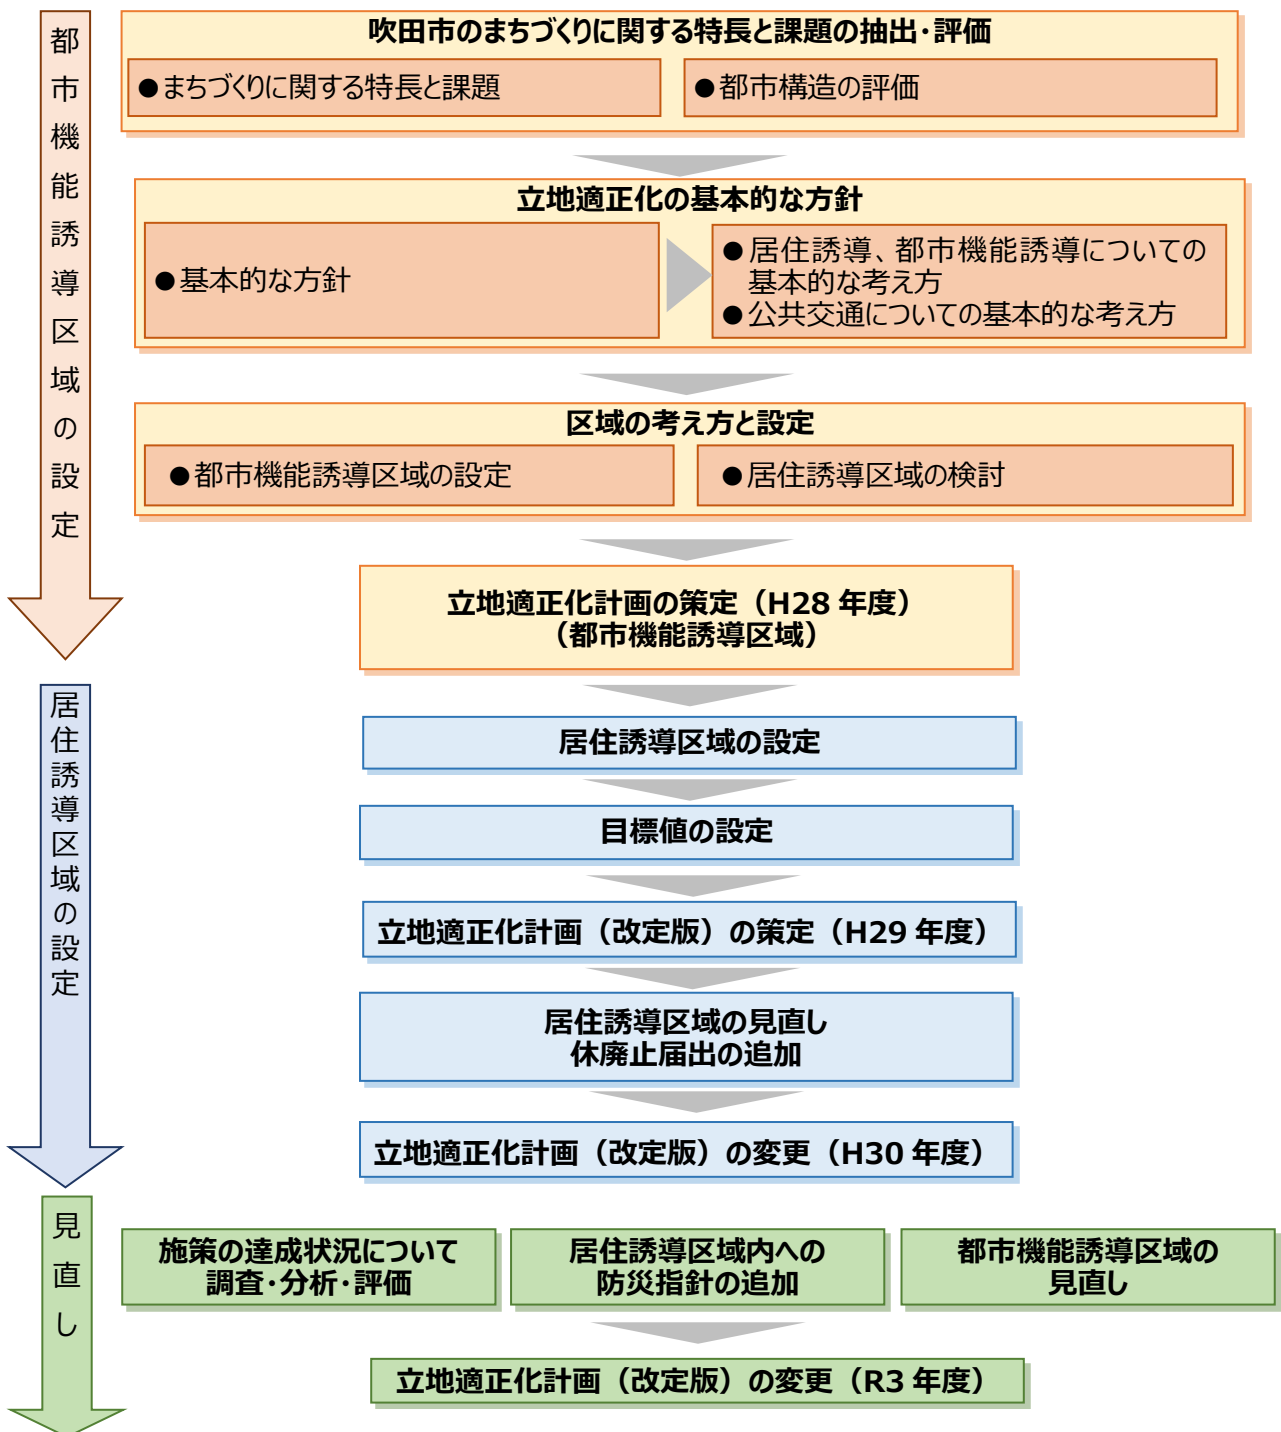 都市機能誘導区域の設定
吹田市のまちづくりに関する特長と課題の抽出・評価
●まちづくりに関する特長と課題
●都市構造の評価
立地適正化の基本的な方針
●基本的な方針
●居住誘導、都市機能誘導についての
基本的な考え方
●公共交通についての基本的な考え方
区域の考え方と設定
●都市機能誘導区域の設定
●居住誘導区域の検討
立地適正化計画の策定（H28 年度）
（都市機能誘導区域）
居住誘導区域の設定
居住誘導区域の設定
目標値の設定
立地適正化計画（改定版）の策定（H29 年度）
居住誘導区域の見直し
休廃止届出の追加
立地適正化計画（改定版）の変更（H30 年度）
見直し
施策の達成状況について
調査・分析・評価
居住誘導区域内への
防災指針の追加
都市機能誘導区域の
見直し
立地適正化計画（改定版）の変更（R3 年度）